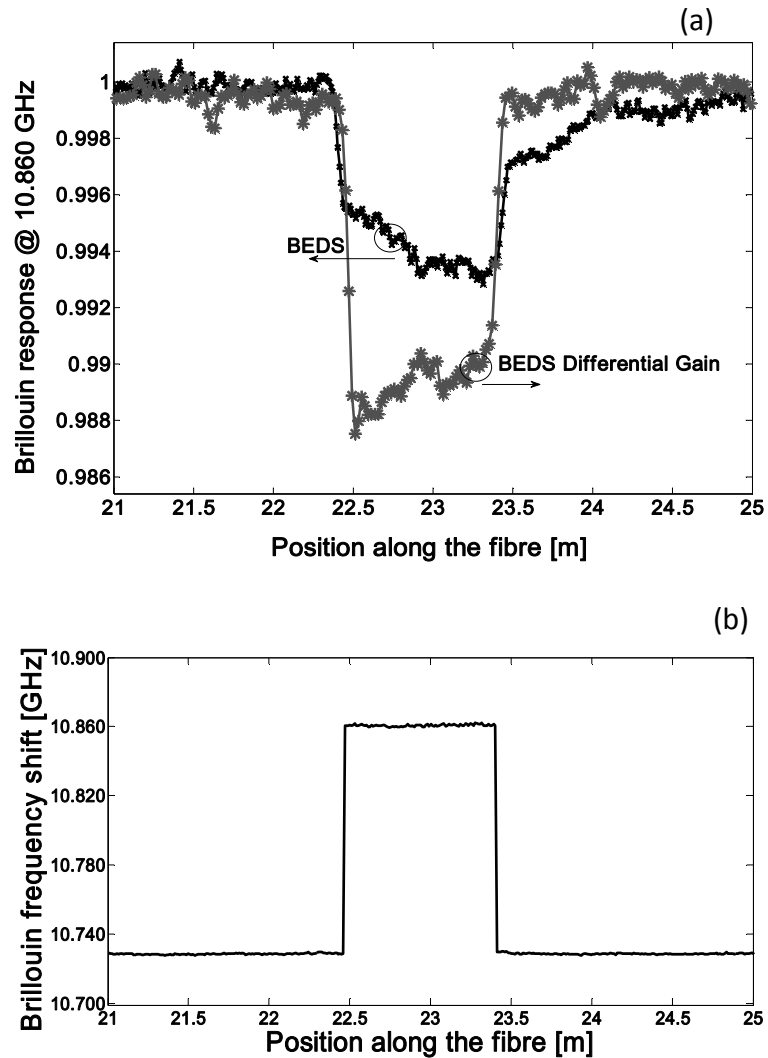 (a)
Brillouin response @ 10.860 GHz
1
0.998
0.996
0.994
0.992
0.99
0.988
0.986
BEDS
BEDS Differential Gain
21 21.5 22 22.5 23 23.5 24 24.5 25
Position along the fibre [m]
(b)
Brillouin frequency shift [GHz]
10.900
10.860
10.820
10.780
10.740
10.700
21 21.5 22 22.5 23 23.5 24 24.5 25
Position along the fibre [m]